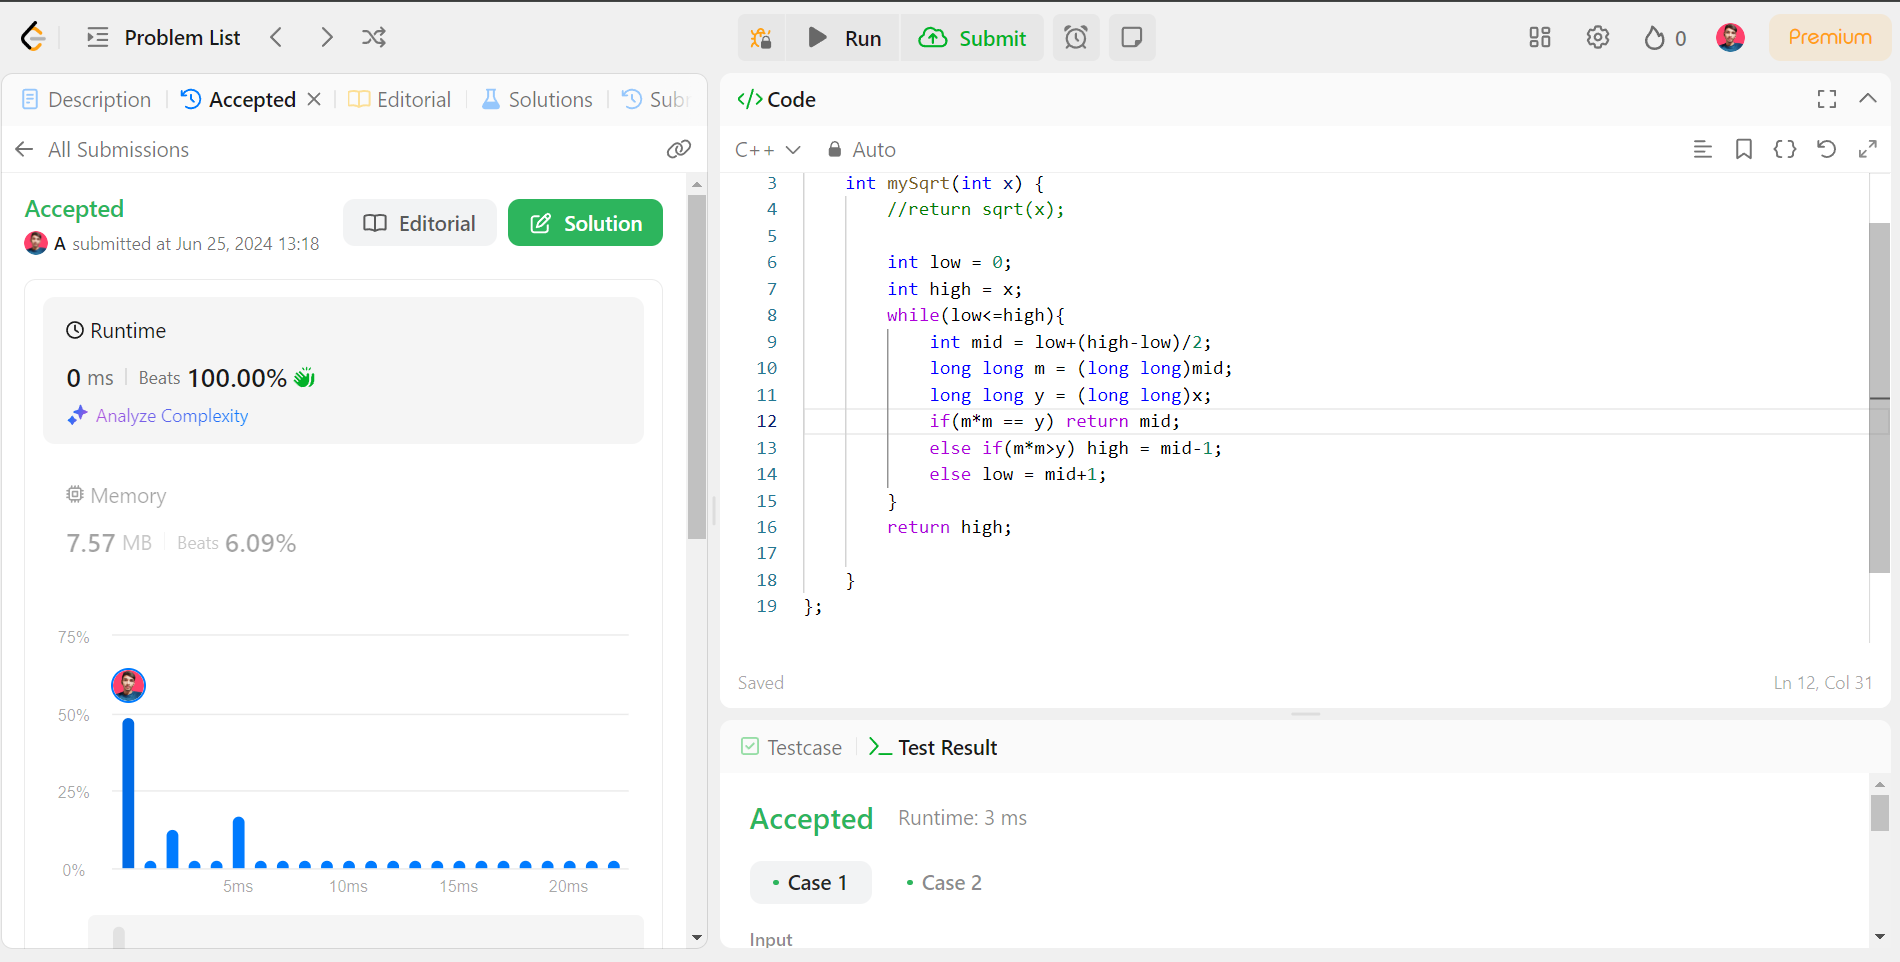 Problem List
Run
Submit
0
Premium
Description
Accepted
Editorial
Solutions
All Submissions
Accepted
A submitted at Jun 25, 2024 13:18
Editorial
Solution
Runtime
0 ms
Beats 100.00%
Analyze Complexity
Memory
7.57 MB
Beats 6.09%
75%
50%
25%
0%
5ms 10ms 15ms 20ms
</> Code
C++
Auto
3 int mySqrt(int x) {
4 //return sqrt(x);
5
6 int low = 0;
7 int high = x;
8 while(low<=high){
9 int mid = low+(high-low)/2;
10 long long m = (long long)mid;
11 long long y = (long long)x;
12 if(m*m == y) return mid;
13 else if(m*m>y) high = mid-1;
14 else low = mid+1;
15 }
16 return high;
17
18 }
19 };
Saved
Ln 12, Col 31
Testcase
Test Result
Accepted
Runtime: 3 ms
Case 1
Case 2
Input